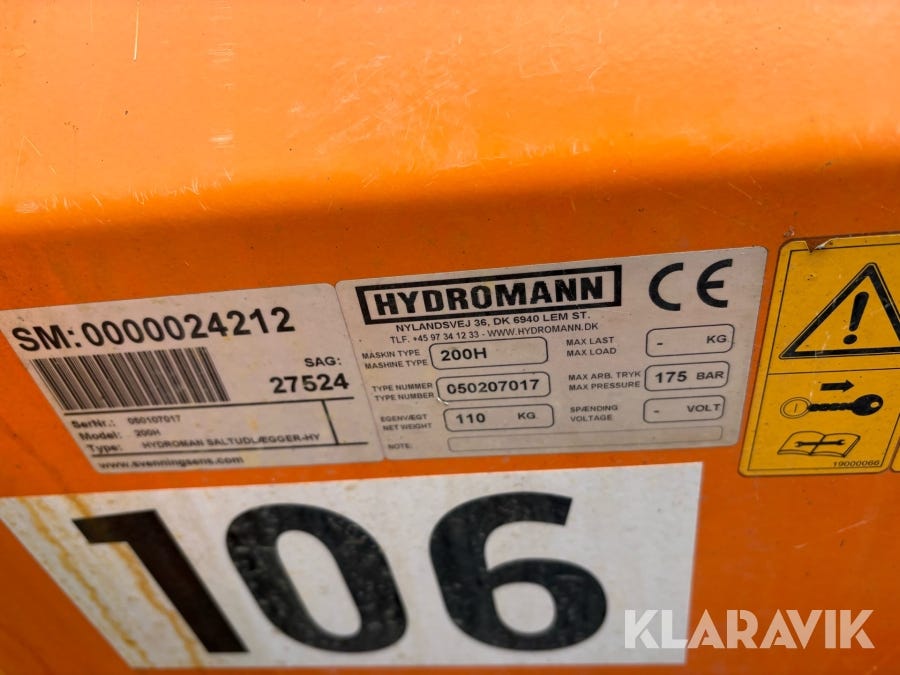 SM:0000024212
SAG:
27524
SerNr.: 050107017
Model: 200H
Type: HYDROMAN SALTUDLÆGGER-HY
www.svenningsens.com
HYDROMANN
NYLANDSVEJ 36, DK 6940 LEM ST.
TLF. +45 97 34 12 33 - WWW.HYDROMANN.DK
CE
MASKIN TYPE
MASHINE TYPE
200H
MAX LAST
MAX LOAD
- KG
TYPE NUMMER
TYPE NUMBER
050207017
MAX ARB. TRYK
MAX PRESSURE
175 BAR
EGENVÆGT
NET WEIGHT
110 KG
SPÆNDING
VOLTAGE
- VOLT
NOTE:
19000066
106
KLARAVIK